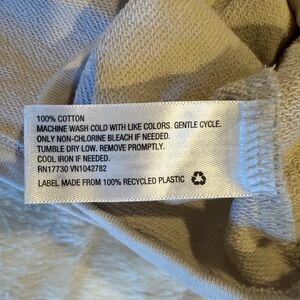 100% COTTON
MACHINE WASH COLD WITH LIKE COLORS. GENTLE CYCLE.
ONLY NON-CHLORINE BLEACH IF NEEDED.
TUMBLE DRY LOW. REMOVE PROMPTLY.
COOL IRON IF NEEDED.
RN17730 VN1042782
LABEL MADE FROM 100% RECYCLED PLASTIC